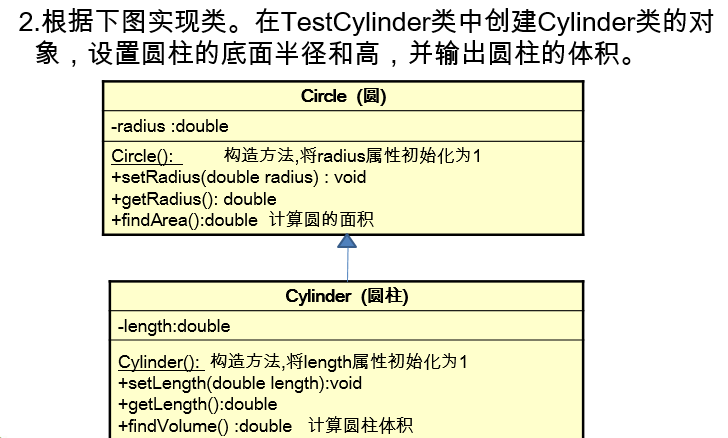 2.根据下图实现类。在TestCylinder类中创建Cylinder类的对
象，设置圆柱的底面半径和高，并输出圆柱的体积。
Circle (圆)
-radius :double
Circle(): 构造方法,将radius属性初始化为1
+setRadius(double radius) : void
+getRadius(): double
+findArea():double 计算圆的面积
Cylinder (圆柱)
-length:double
Cylinder(): 构造方法,将length属性初始化为1
+setLength(double length):void
+getLength():double
+findVolume() :double 计算圆柱体积